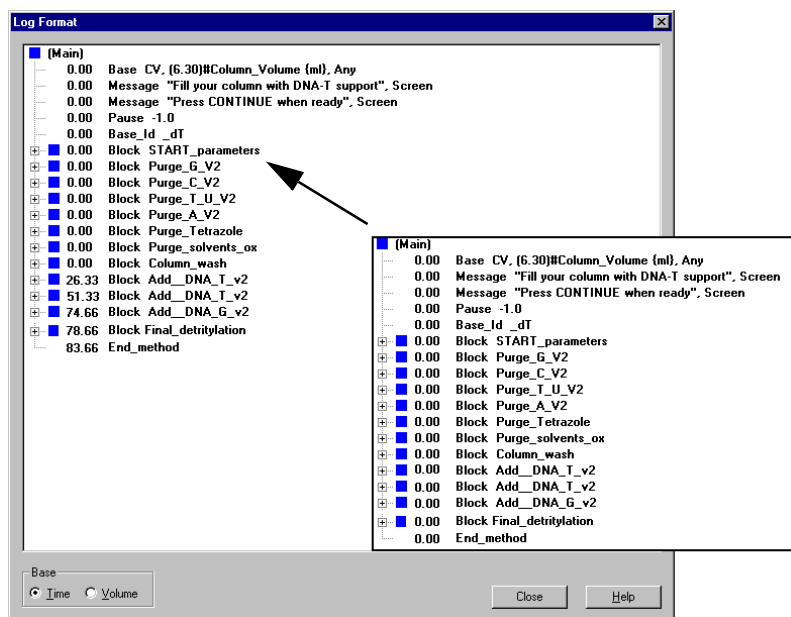 Log Format
(Main)
0.00 Base CV, (6.30)#Column_Volume {ml}, Any
0.00 Message "Fill your column with DNA-T support", Screen
0.00 Message "Press CONTINUE when ready", Screen
0.00 Pause -1.0
0.00 Base_Id _dT
0.00 Block START_parameters
0.00 Block Purge_G_V2
0.00 Block Purge_C_V2
0.00 Block Purge_T_U_V2
0.00 Block Purge_A_V2
0.00 Block Purge_Tetrazole
0.00 Block Purge_solvents_ox
0.00 Block Column_wash
26.33 Block Add__DNA_T_v2
51.33 Block Add__DNA_T_v2
74.66 Block Add__DNA_G_v2
78.66 Block Final_detritylation
83.66 End_method
(Main)
0.00 Base CV, (6.30)#Column_Volume {ml}, Any
0.00 Message "Fill your column with DNA-T support", Screen
0.00 Message "Press CONTINUE when ready", Screen
0.00 Pause -1.0
0.00 Base_Id _dT
0.00 Block START_parameters
0.00 Block Purge_G_V2
0.00 Block Purge_C_V2
0.00 Block Purge_T_U_V2
0.00 Block Purge_A_V2
0.00 Block Purge_Tetrazole
0.00 Block Purge_solvents_ox
0.00 Block Column_wash
0.00 Block Add__DNA_T_v2
0.00 Block Add__DNA_T_v2
0.00 Block Add__DNA_G_v2
0.00 Block Final_detritylation
0.00 End_method
Base
Time Volume
Close Help